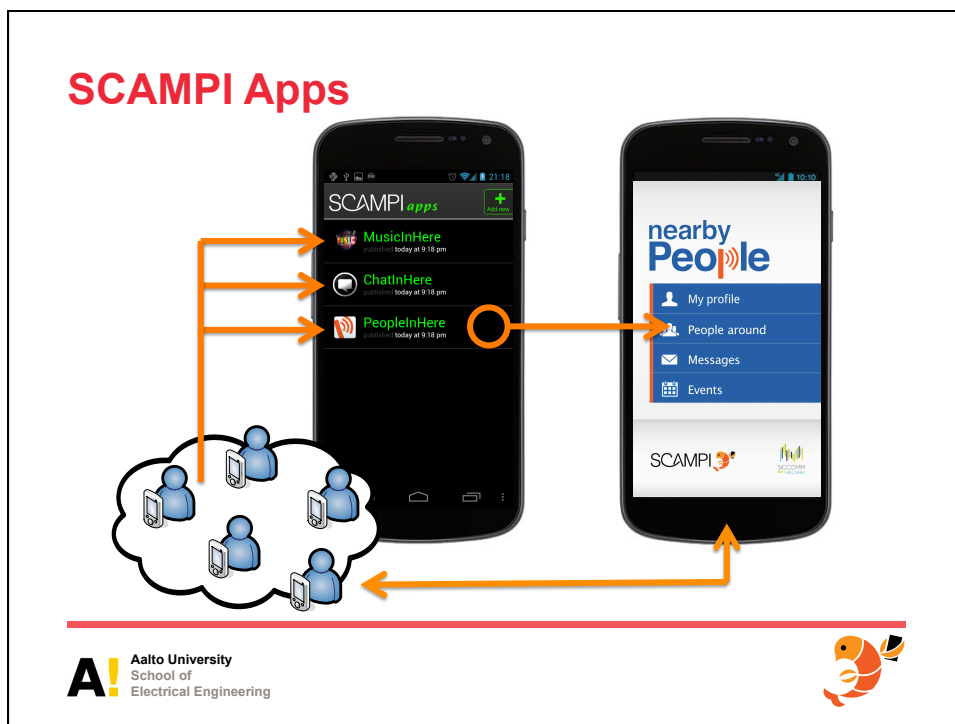 SCAMPI Apps
21:18
SCAMPI apps
Add new
MusicInHere
published today at 9:18 pm
ChatInHere
published today at 9:18 pm
PeopleInHere
published today at 9:18 pm
10:10
nearby
People
My profile
People around
Messages
Events
SCAMPI
SIGCOMM
HELSINKI
A!
Aalto University
School of
Electrical Engineering